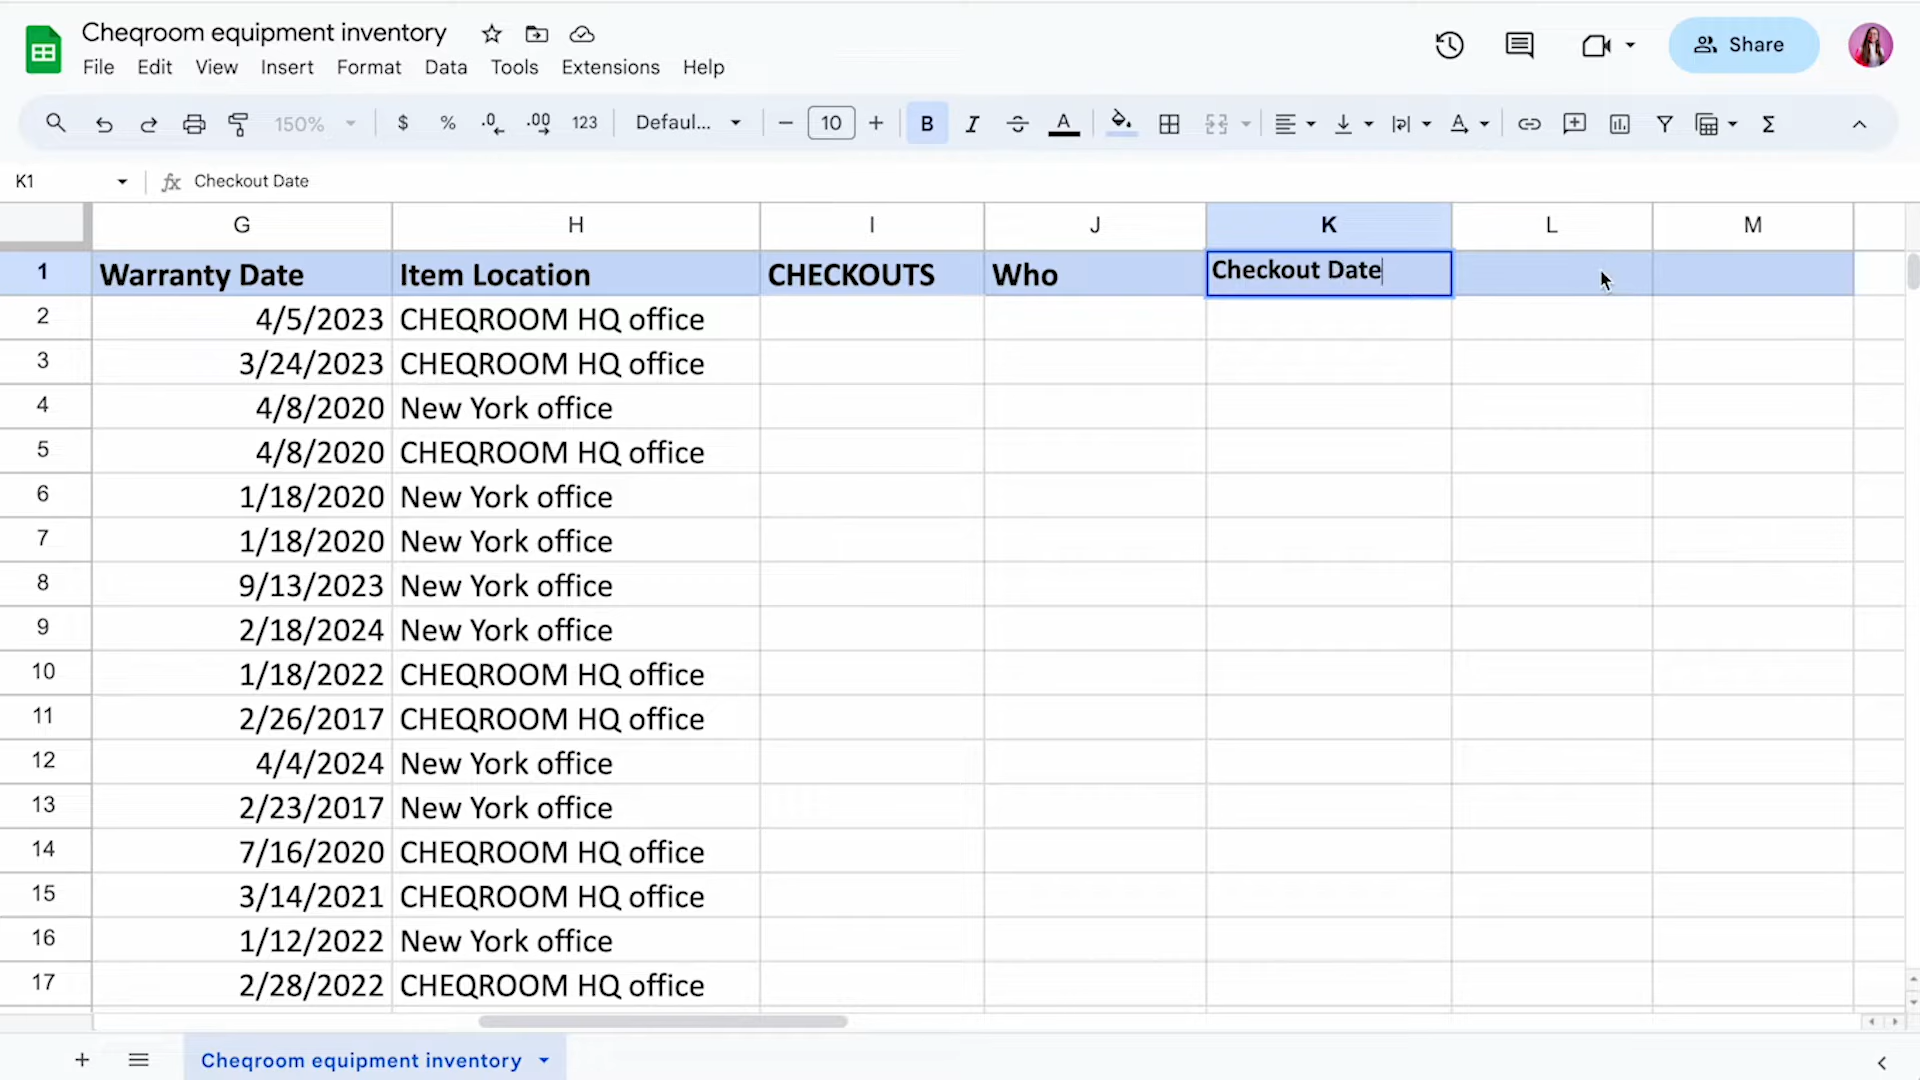 Cheqroom equipment inventory
File Edit View Insert Format Data Tools Extensions Help
Share
150% $ % .0 .00 123 Defaul... 10 B I S A A Σ
K1 fx Checkout Date
G H I J K L M
1 Warranty Date Item Location CHECKOUTS Who Checkout Date
2 4/5/2023 CHEQROOM HQ office
3 3/24/2023 CHEQROOM HQ office
4 4/8/2020 New York office
5 4/8/2020 CHEQROOM HQ office
6 1/18/2020 New York office
7 1/18/2020 New York office
8 9/13/2023 New York office
9 2/18/2024 New York office
10 1/18/2022 CHEQROOM HQ office
11 2/26/2017 CHEQROOM HQ office
12 4/4/2024 New York office
13 2/23/2017 New York office
14 7/16/2020 CHEQROOM HQ office
15 3/14/2021 CHEQROOM HQ office
16 1/12/2022 New York office
17 2/28/2022 CHEQROOM HQ office
Cheqroom equipment inventory